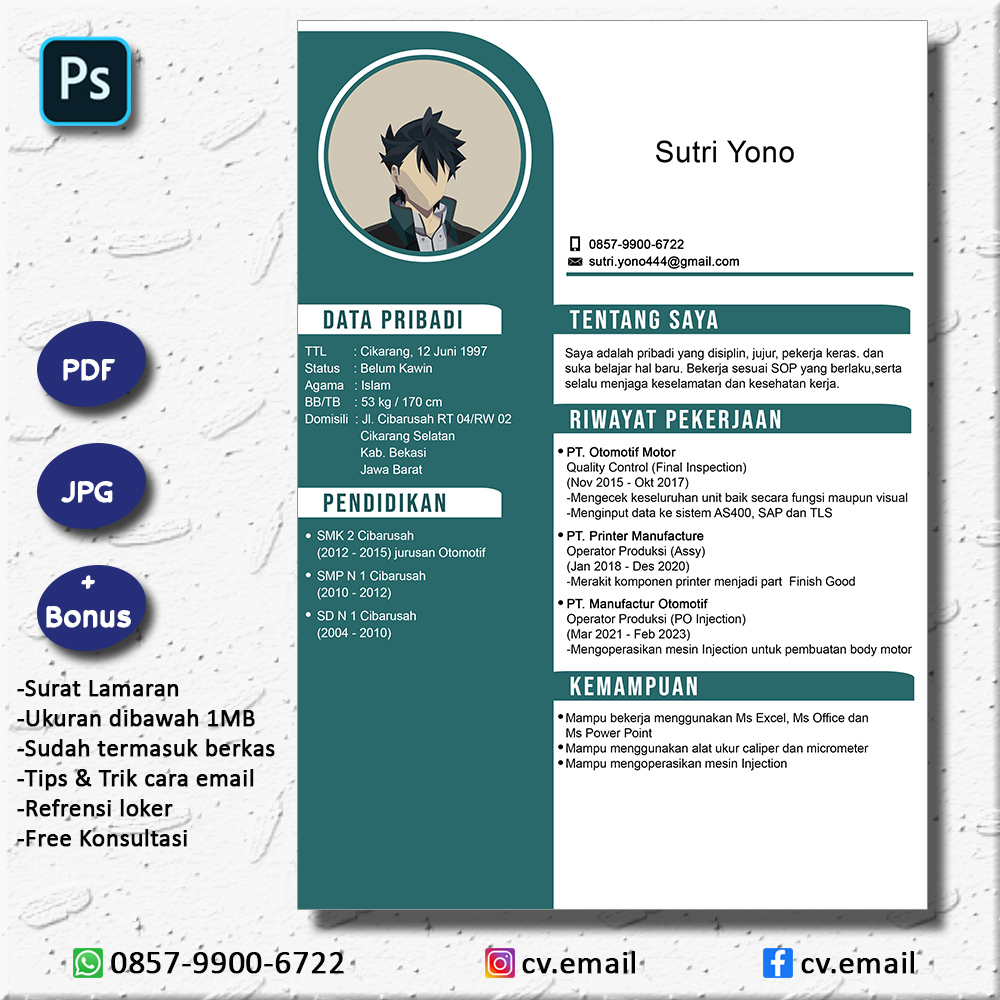 Ps
PDF
JPG
+
Bonus
-Surat Lamaran
-Ukuran dibawah 1MB
-Sudah termasuk berkas
-Tips & Trik cara email
-Refrensi loker
-Free Konsultasi
Sutri Yono
0857-9900-6722
sutri.yono444@gmail.com
DATA PRIBADI
TTL : Cikarang, 12 Juni 1997
Status : Belum Kawin
Agama : Islam
BB/TB : 53 kg / 170 cm
Domisili : Jl. Cibarusah RT 04/RW 02
Cikarang Selatan
Kab. Bekasi
Jawa Barat
PENDIDIKAN
• SMK 2 Cibarusah
(2012 - 2015) jurusan Otomotif
• SMP N 1 Cibarusah
(2010 - 2012)
• SD N 1 Cibarusah
(2004 - 2010)
TENTANG SAYA
Saya adalah pribadi yang disiplin, jujur, pekerja keras. dan
suka belajar hal baru. Bekerja sesuai SOP yang berlaku,serta
selalu menjaga keselamatan dan kesehatan kerja.
RIWAYAT PEKERJAAN
• PT. Otomotif Motor
Quality Control (Final Inspection)
(Nov 2015 - Okt 2017)
-Mengecek keseluruhan unit baik secara fungsi maupun visual
-Menginput data ke sistem AS400, SAP dan TLS
• PT. Printer Manufacture
Operator Produksi (Assy)
(Jan 2018 - Des 2020)
-Merakit komponen printer menjadi part Finish Good
• PT. Manufactur Otomotif
Operator Produksi (PO Injection)
(Mar 2021 - Feb 2023)
-Mengoperasikan mesin Injection untuk pembuatan body motor
KEMAMPUAN
• Mampu bekerja menggunakan Ms Excel, Ms Office dan
Ms Power Point
• Mampu menggunakan alat ukur caliper dan micrometer
• Mampu mengoperasikan mesin Injection
0857-9900-6722
cv.email
cv.email